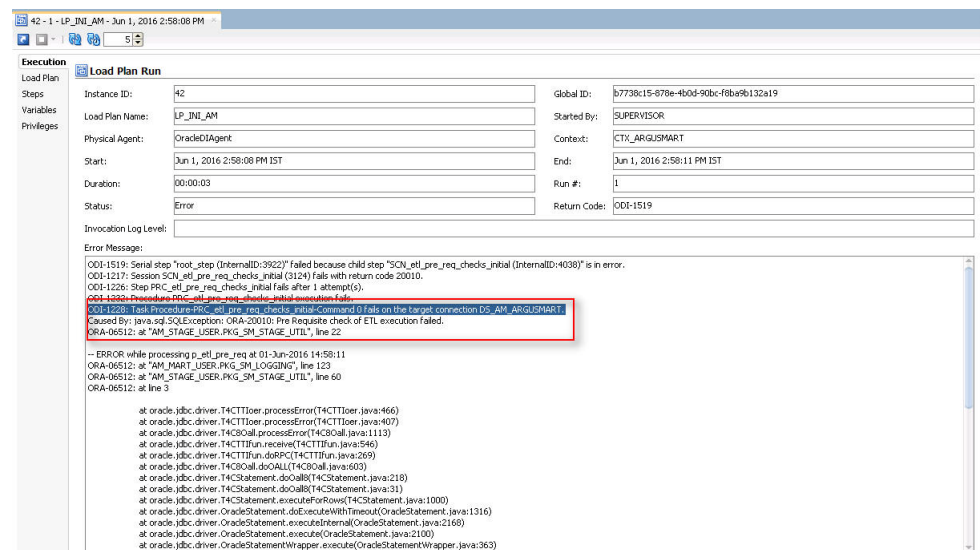 42 - 1 - LP_INI_AM - Jun 1, 2016 2:58:08 PM
5
Execution
Load Plan
Steps
Variables
Privileges
Load Plan Run
Instance ID: 42 Global ID: b7738c15-878e-4b0d-90bc-f8ba9b132a19
Load Plan Name: LP_INI_AM Started By: SUPERVISOR
Physical Agent: OracleDIAgent Context: CTX_ARGUSMART
Start: Jun 1, 2016 2:58:08 PM IST End: Jun 1, 2016 2:58:11 PM IST
Duration: 00:00:03 Run #: 1
Status: Error Return Code: ODI-1519
Invocation Log Level:
Error Message:
ODI-1519: Serial step "root_step (InternalID:3922)" failed because child step "SCN_etl_pre_req_checks_initial (InternalID:4038)" is in error.
ODI-1217: Session SCN_etl_pre_req_checks_initial (3124) fails with return code 20010.
ODI-1226: Step PRC_etl_pre_req_checks_initial fails after 1 attempt(s).
ODI-1232: Procedure PRC_etl_pre_req_checks_initial execution fails.
ODI-1228: Task Procedure-PRC_etl_pre_req_checks_initial-Command 0 fails on the target connection DS_AM_ARGUSMART.
Caused By: java.sql.SQLException: ORA-20010: Pre Requisite check of ETL execution failed.
ORA-06512: at "AM_STAGE_USER.PKG_SM_STAGE_UTIL", line 22
-- ERROR while processing p_etl_pre_req at 01-Jun-2016 14:58:11
ORA-06512: at "AM_MART_USER.PKG_SM_LOGGING", line 123
ORA-06512: at "AM_STAGE_USER.PKG_SM_STAGE_UTIL", line 60
ORA-06512: at line 3
at oracle.jdbc.driver.T4CTTIoer.processError(T4CTTIoer.java:466)
at oracle.jdbc.driver.T4CTTIoer.processError(T4CTTIoer.java:407)
at oracle.jdbc.driver.T4C8Oall.processError(T4C8Oall.java:1113)
at oracle.jdbc.driver.T4CTTIfun.receive(T4CTTIfun.java:546)
at oracle.jdbc.driver.T4CTTIfun.doRPC(T4CTTIfun.java:269)
at oracle.jdbc.driver.T4C8Oall.doOALL(T4C8Oall.java:603)
at oracle.jdbc.driver.T4CStatement.doOall8(T4CStatement.java:218)
at oracle.jdbc.driver.T4CStatement.doOall8(T4CStatement.java:31)
at oracle.jdbc.driver.T4CStatement.executeForRows(T4CStatement.java:1000)
at oracle.jdbc.driver.OracleStatement.doExecuteWithTimeout(OracleStatement.java:1316)
at oracle.jdbc.driver.OracleStatement.executeInternal(OracleStatement.java:2168)
at oracle.jdbc.driver.OracleStatement.execute(OracleStatement.java:2100)
at oracle.jdbc.driver.OracleStatementWrapper.execute(OracleStatementWrapper.java:363)